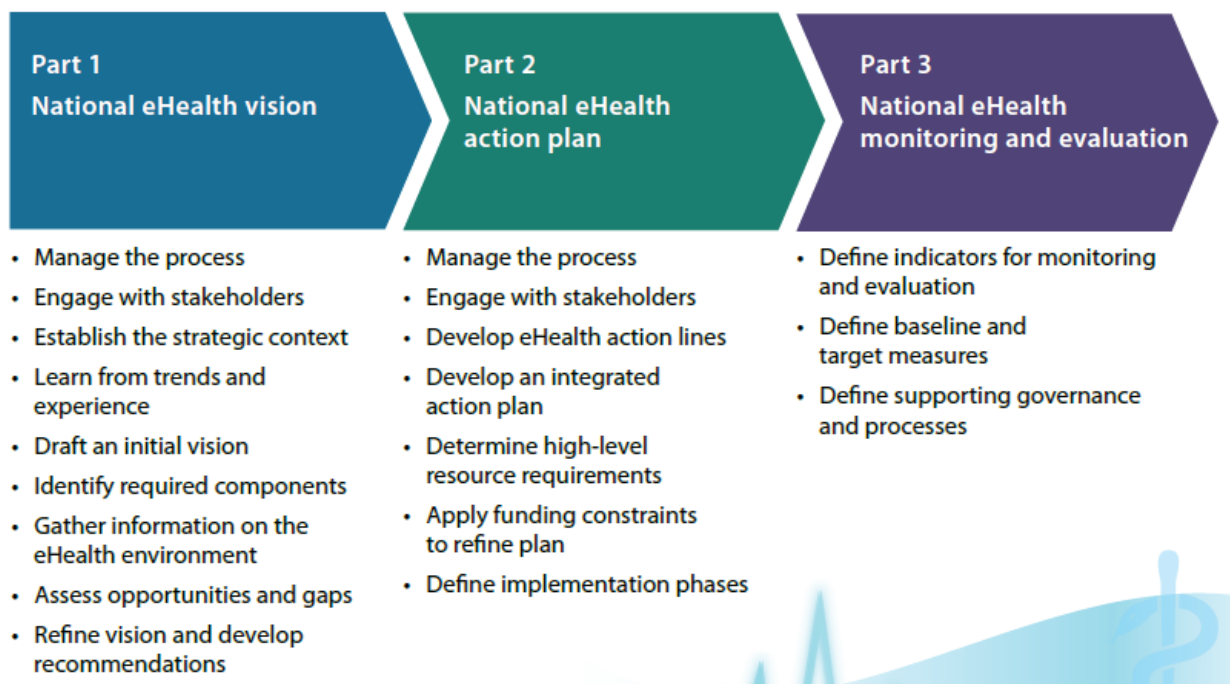 Part 1
National eHealth vision
• Manage the process
• Engage with stakeholders
• Establish the strategic context
• Learn from trends and
experience
• Draft an initial vision
• Identify required components
• Gather information on the
eHealth environment
• Assess opportunities and gaps
• Refine vision and develop
recommendations
Part 2
National eHealth
action plan
• Manage the process
• Engage with stakeholders
• Develop eHealth action lines
• Develop an integrated
action plan
• Determine high-level
resource requirements
• Apply funding constraints
to refine plan
• Define implementation phases
Part 3
National eHealth
monitoring and evaluation
• Define indicators for monitoring
and evaluation
• Define baseline and
target measures
• Define supporting governance
and processes